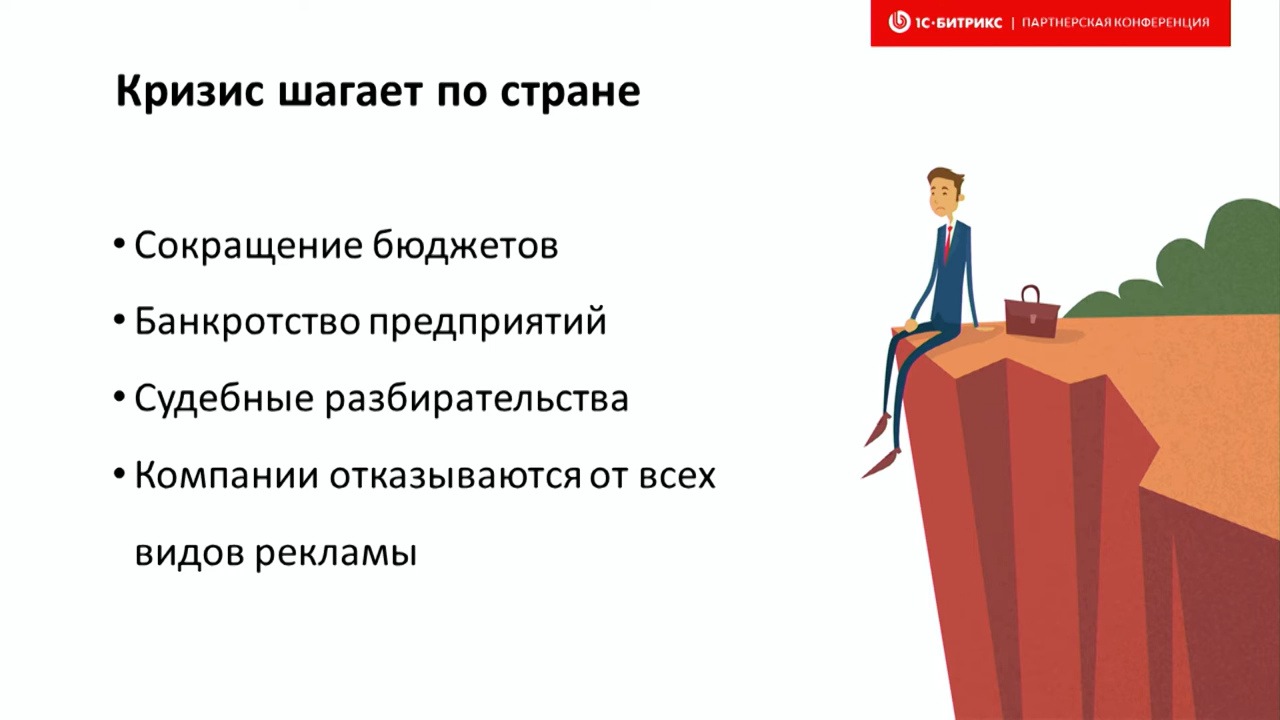 1С·БИТРИКС | ПАРТНЕРСКАЯ КОНФЕРЕНЦИЯ
Кризис шагает по стране
• Сокращение бюджетов
• Банкротство предприятий
• Судебные разбирательства
• Компании отказываются от всех
видов рекламы